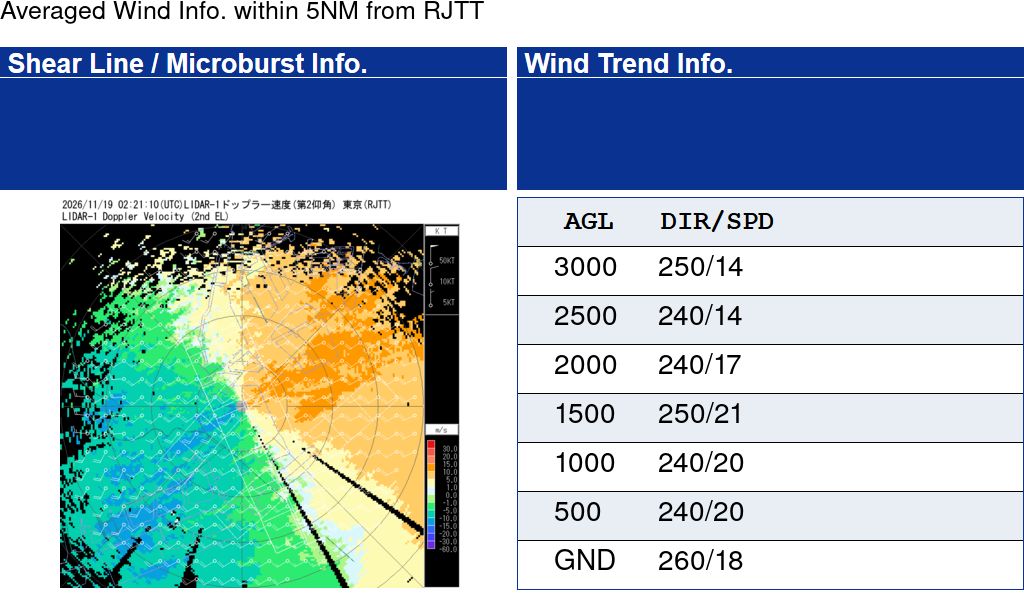 Averaged Wind Info. within 5NM from RJTT
Shear Line / Microburst Info.
Wind Trend Info.
2026/11/19 02:21:10(UTC)LIDAR-1ドップラー速度(第2仰角) 東京(RJTT)
LIDAR-1 Doppler Velocity (2nd EL)
K T
50KT
10KT
5KT
m/s
30.0
20.0
15.0
10.0
5.0
1.0
0.0
-1.0
-5.0
-10.0
-15.0
-20.0
-30.0
-60.0
AGL DIR/SPD
3000 250/14
2500 240/14
2000 240/17
1500 250/21
1000 240/20
500 240/20
GND 260/18